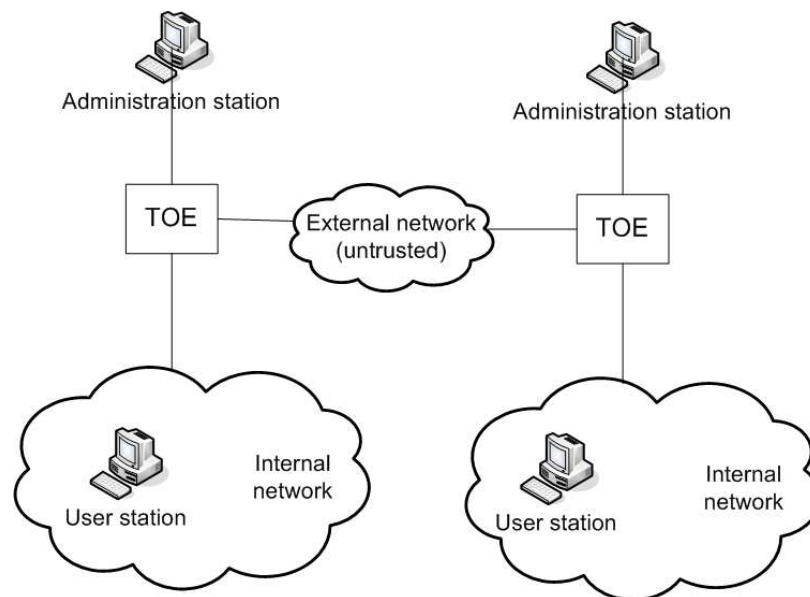 Administration station
Administration station
TOE
External network
(untrusted)
TOE
Internal
network
User station
Internal
network
User station